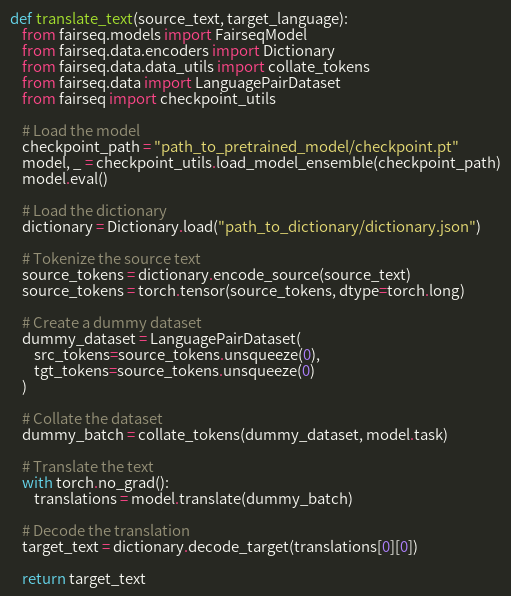 def translate_text(source_text, target_language):
from fairseq.models import FairseqModel
from fairseq.data.encoders import Dictionary
from fairseq.data.data_utils import collate_tokens
from fairseq.data import LanguagePairDataset
from fairseq import checkpoint_utils
# Load the model
checkpoint_path = "path_to_pretrained_model/checkpoint.pt"
model, _ = checkpoint_utils.load_model_ensemble(checkpoint_path)
model.eval()
# Load the dictionary
dictionary = Dictionary.load("path_to_dictionary/dictionary.json")
# Tokenize the source text
source_tokens = dictionary.encode_source(source_text)
source_tokens = torch.tensor(source_tokens, dtype=torch.long)
# Create a dummy dataset
dummy_dataset = LanguagePairDataset(
src_tokens=source_tokens.unsqueeze(0),
tgt_tokens=source_tokens.unsqueeze(0)
)
# Collate the dataset
dummy_batch = collate_tokens(dummy_dataset, model.task)
# Translate the text
with torch.no_grad():
translations = model.translate(dummy_batch)
# Decode the translation
target_text = dictionary.decode_target(translations[0][0])
return target_text